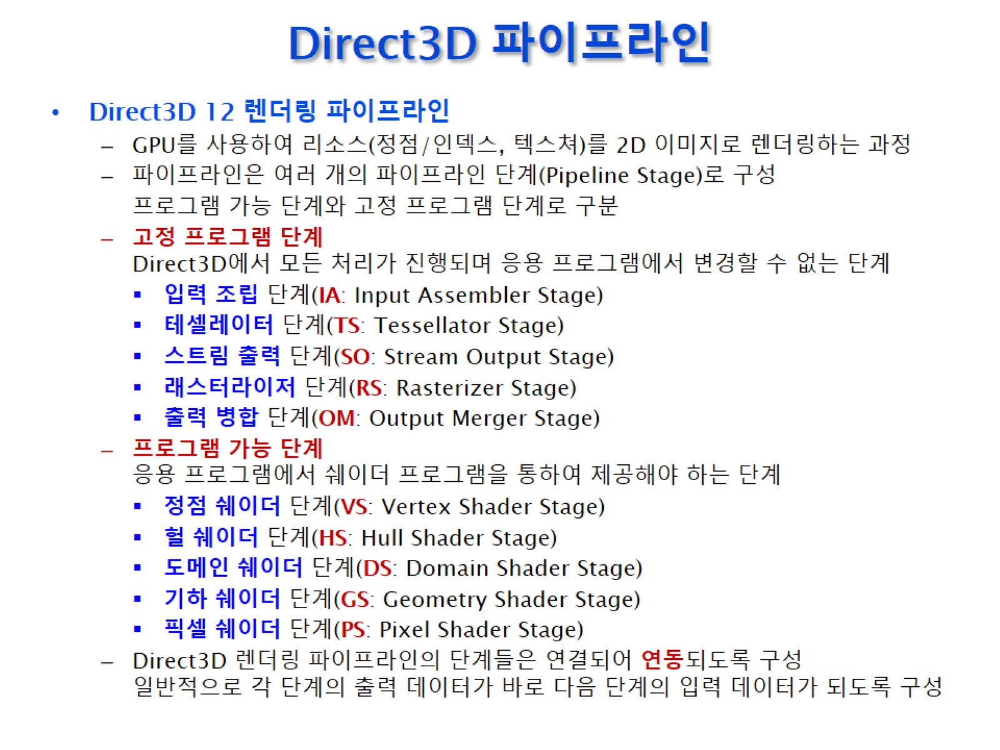 Direct3D 파이프라인
• Direct3D 12 렌더링 파이프라인
– GPU를 사용하여 리소스(정점/인덱스, 텍스쳐)를 2D 이미지로 렌더링하는 과정
– 파이프라인은 여러 개의 파이프라인 단계(Pipeline Stage)로 구성
프로그램 가능 단계와 고정 프로그램 단계로 구분
– 고정 프로그램 단계
Direct3D에서 모든 처리가 진행되며 응용 프로그램에서 변경할 수 없는 단계
▪ 입력 조립 단계(IA: Input Assembler Stage)
▪ 테셀레이터 단계(TS: Tessellator Stage)
▪ 스트림 출력 단계(SO: Stream Output Stage)
▪ 래스터라이저 단계(RS: Rasterizer Stage)
▪ 출력 병합 단계(OM: Output Merger Stage)
– 프로그램 가능 단계
응용 프로그램에서 쉐이더 프로그램을 통하여 제공해야 하는 단계
▪ 정점 쉐이더 단계(VS: Vertex Shader Stage)
▪ 헐 쉐이더 단계(HS: Hull Shader Stage)
▪ 도메인 쉐이더 단계(DS: Domain Shader Stage)
▪ 기하 쉐이더 단계(GS: Geometry Shader Stage)
▪ 픽셀 쉐이더 단계(PS: Pixel Shader Stage)
– Direct3D 렌더링 파이프라인의 단계들은 연결되어 연동되도록 구성
일반적으로 각 단계의 출력 데이터가 바로 다음 단계의 입력 데이터가 되도록 구성